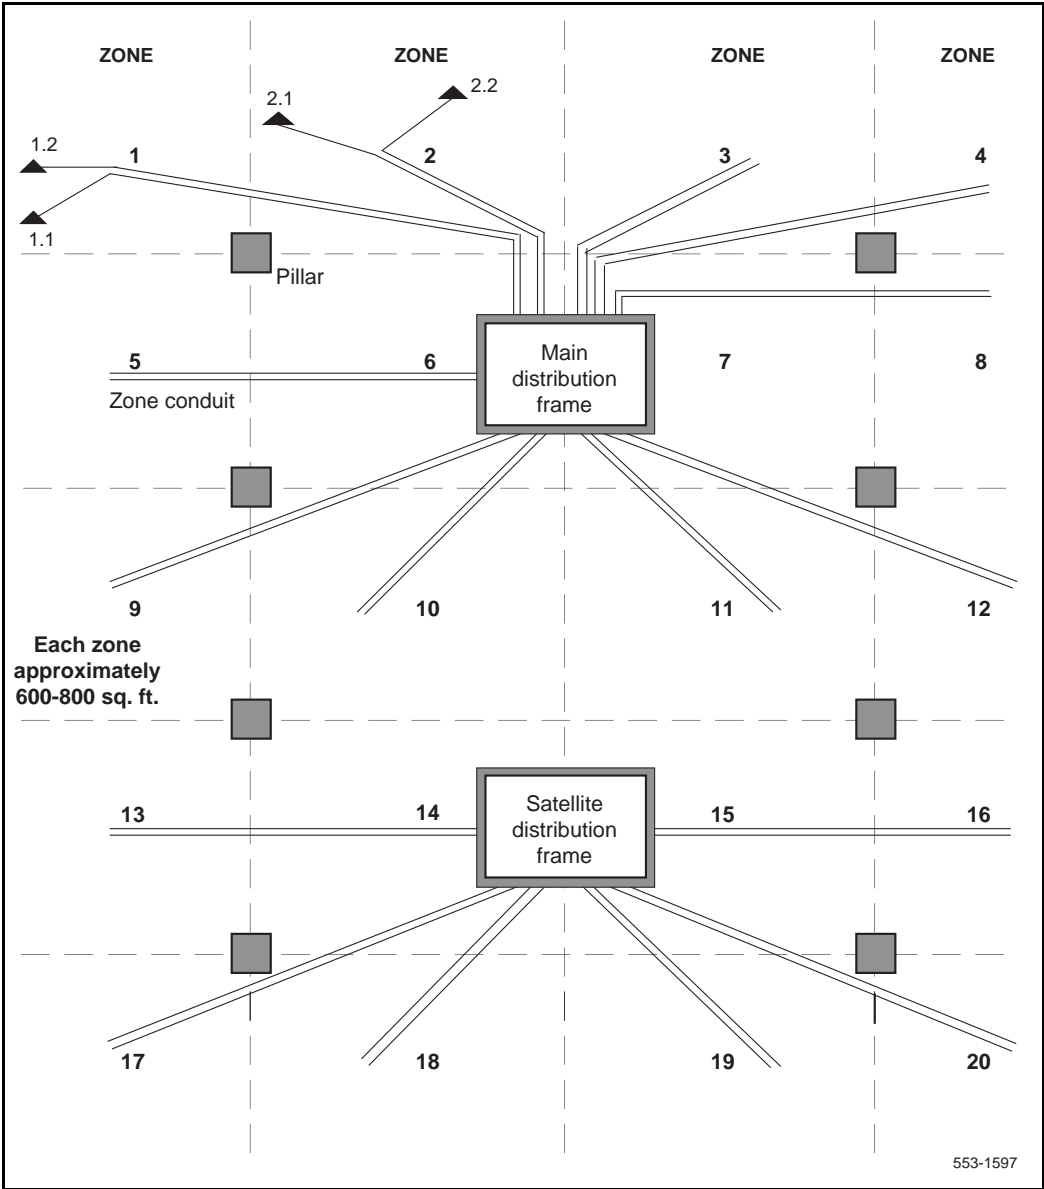 ZONE ZONE ZONE ZONE
2.2
2.1
1.2
1 2 3 4
1.1
Pillar
5 6 7 8
Main
distribution
frame
Zone conduit
9 10 11 12
Each zone
approximately
600-800 sq. ft.
13 14 15 16
Satellite
distribution
frame
17 18 19 20
553-1597